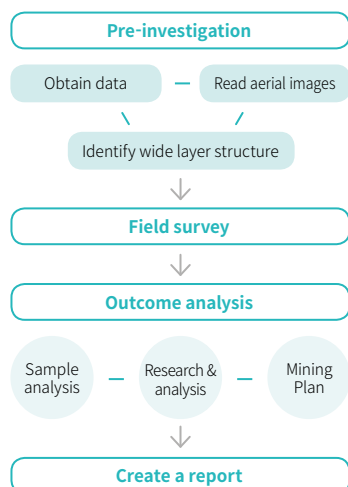 Pre-investigation
Obtain data
Read aerial images
Identify wide layer structure
Field survey
Outcome analysis
Sample
analysis
Research &
analysis
Mining
Plan
Create a report